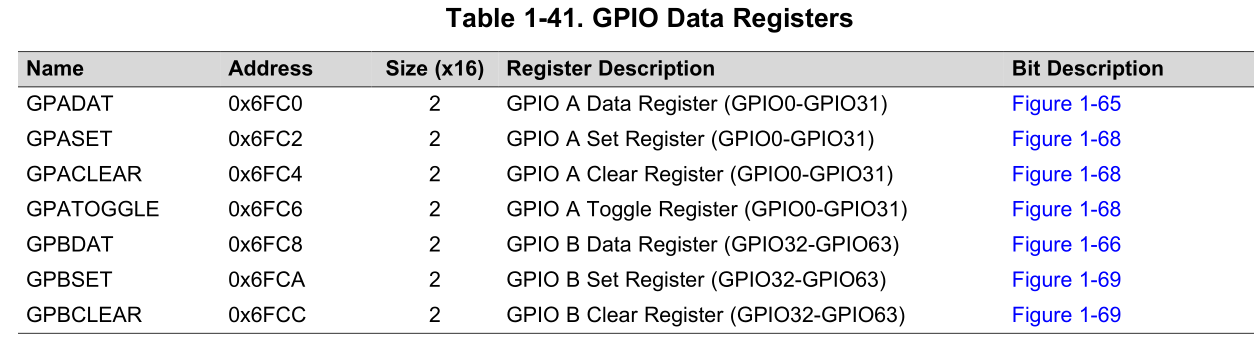 Table 1-41. GPIO Data Registers
Name Address Size (x16) Register Description Bit Description
GPADAT 0x6FC0 2 GPIO A Data Register (GPIO0-GPIO31) Figure 1-65
GPASET 0x6FC2 2 GPIO A Set Register (GPIO0-GPIO31) Figure 1-68
GPACLEAR 0x6FC4 2 GPIO A Clear Register (GPIO0-GPIO31) Figure 1-68
GPATOGGLE 0x6FC6 2 GPIO A Toggle Register (GPIO0-GPIO31) Figure 1-68
GPBDAT 0x6FC8 2 GPIO B Data Register (GPIO32-GPIO63) Figure 1-66
GPBSET 0x6FCA 2 GPIO B Set Register (GPIO32-GPIO63) Figure 1-69
GPBCLEAR 0x6FCC 2 GPIO B Clear Register (GPIO32-GPIO63) Figure 1-69